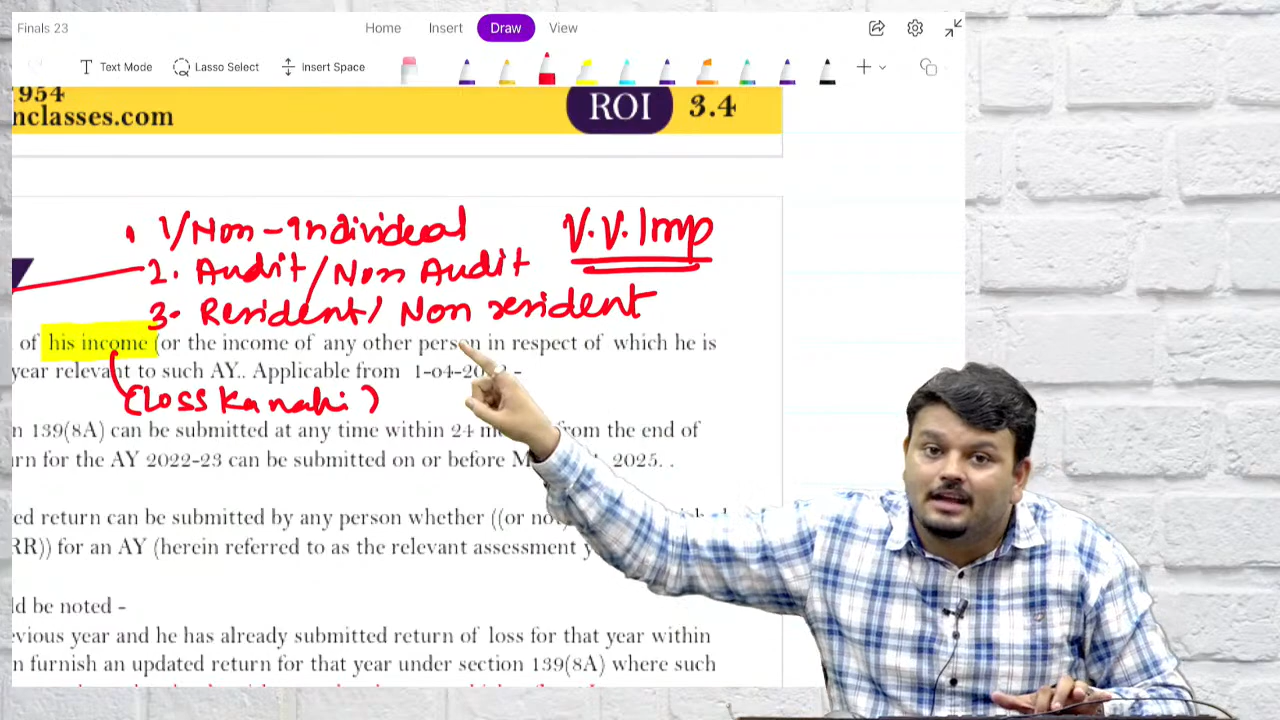 Finals 23
Home Insert Draw View
Text Mode Lasso Select Insert Space
1954
nclasses.com
ROI 3.4
1/Non-Individual
V.V.Imp
2. Audit/Non Audit
3. Resident/ Non resident
of his income (or the income of any other person in respect of which he is
year relevant to such AY.. Applicable from 1-04-20
(Loss ka nahi)
n 139(8A) can be submitted at any time within 24 from the end of
rn for the AY 2022-23 can be submitted on or before 2025. .
ed return can be submitted by any person whether ((or not)
RR)) for an AY (herein referred to as the relevant assessment
ld be noted -
evious year and he has already submitted return of loss for that year within
n furnish an updated return for that year under section 139(8A) where such